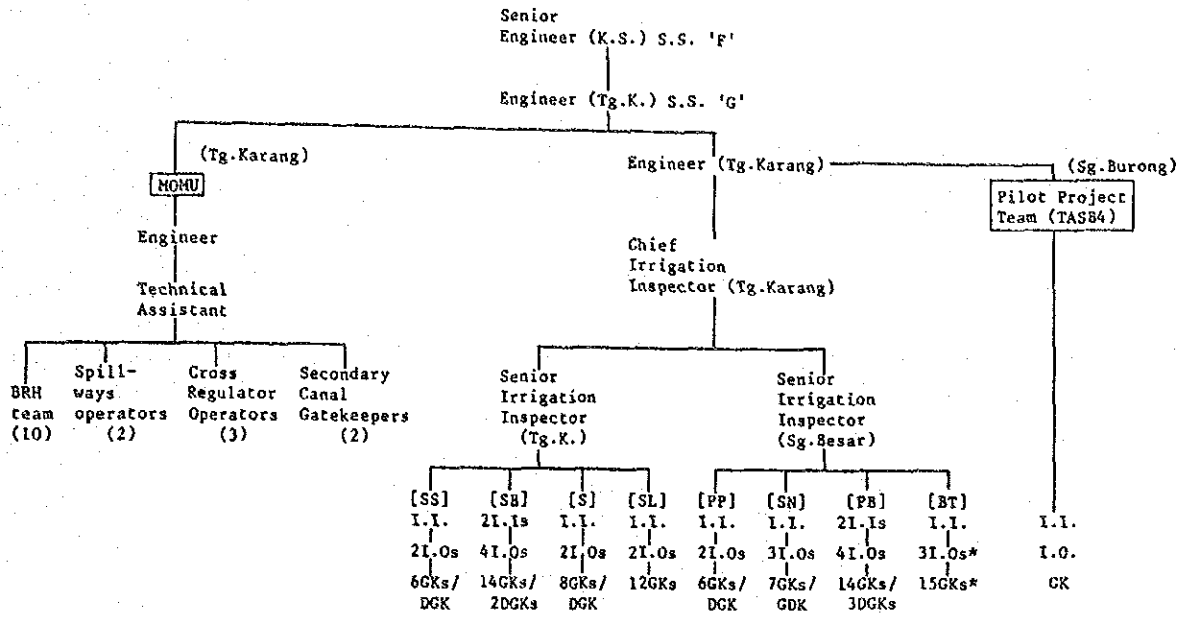 Senior
Engineer (K.S.) S.S. 'F'
Engineer (Tg.K.) S.S. 'G'
(Tg.Karang)
MOMU
Engineer
Technical
Assistant
BRH
team
(10)
Spill-
ways
operators
(2)
Cross
Regulator
Operators
(3)
Secondary
Canal
Gatekeepers
(2)
Engineer (Tg.Karang)
(Sg.Burong)
Pilot Project
Team (TAS84)
Chief
Irrigation
Inspector (Tg.Karang)
Senior
Irrigation
Inspector
(Tg.K.)
Senior
Irrigation
Inspector
(Sg.Besar)
[SS] [SB] [S] [SL] [PP] [SN] [PB] [BT]
I.I. 2I.Is I.I. I.I. I.I. I.I. 2I.Is I.I. I.I.
2I.Os 4I.Os 2I.Os 2I.Os 2I.Os 3I.Os 4I.Os 3I.Os* I.O.
6GKs/ 14GKs/ 8GKs/ 12GKs 6GKs/ 7GKs/ 14GKs/ 15GKs* GK
DGK 2DGKs DGK DGK GDK 3DGKs